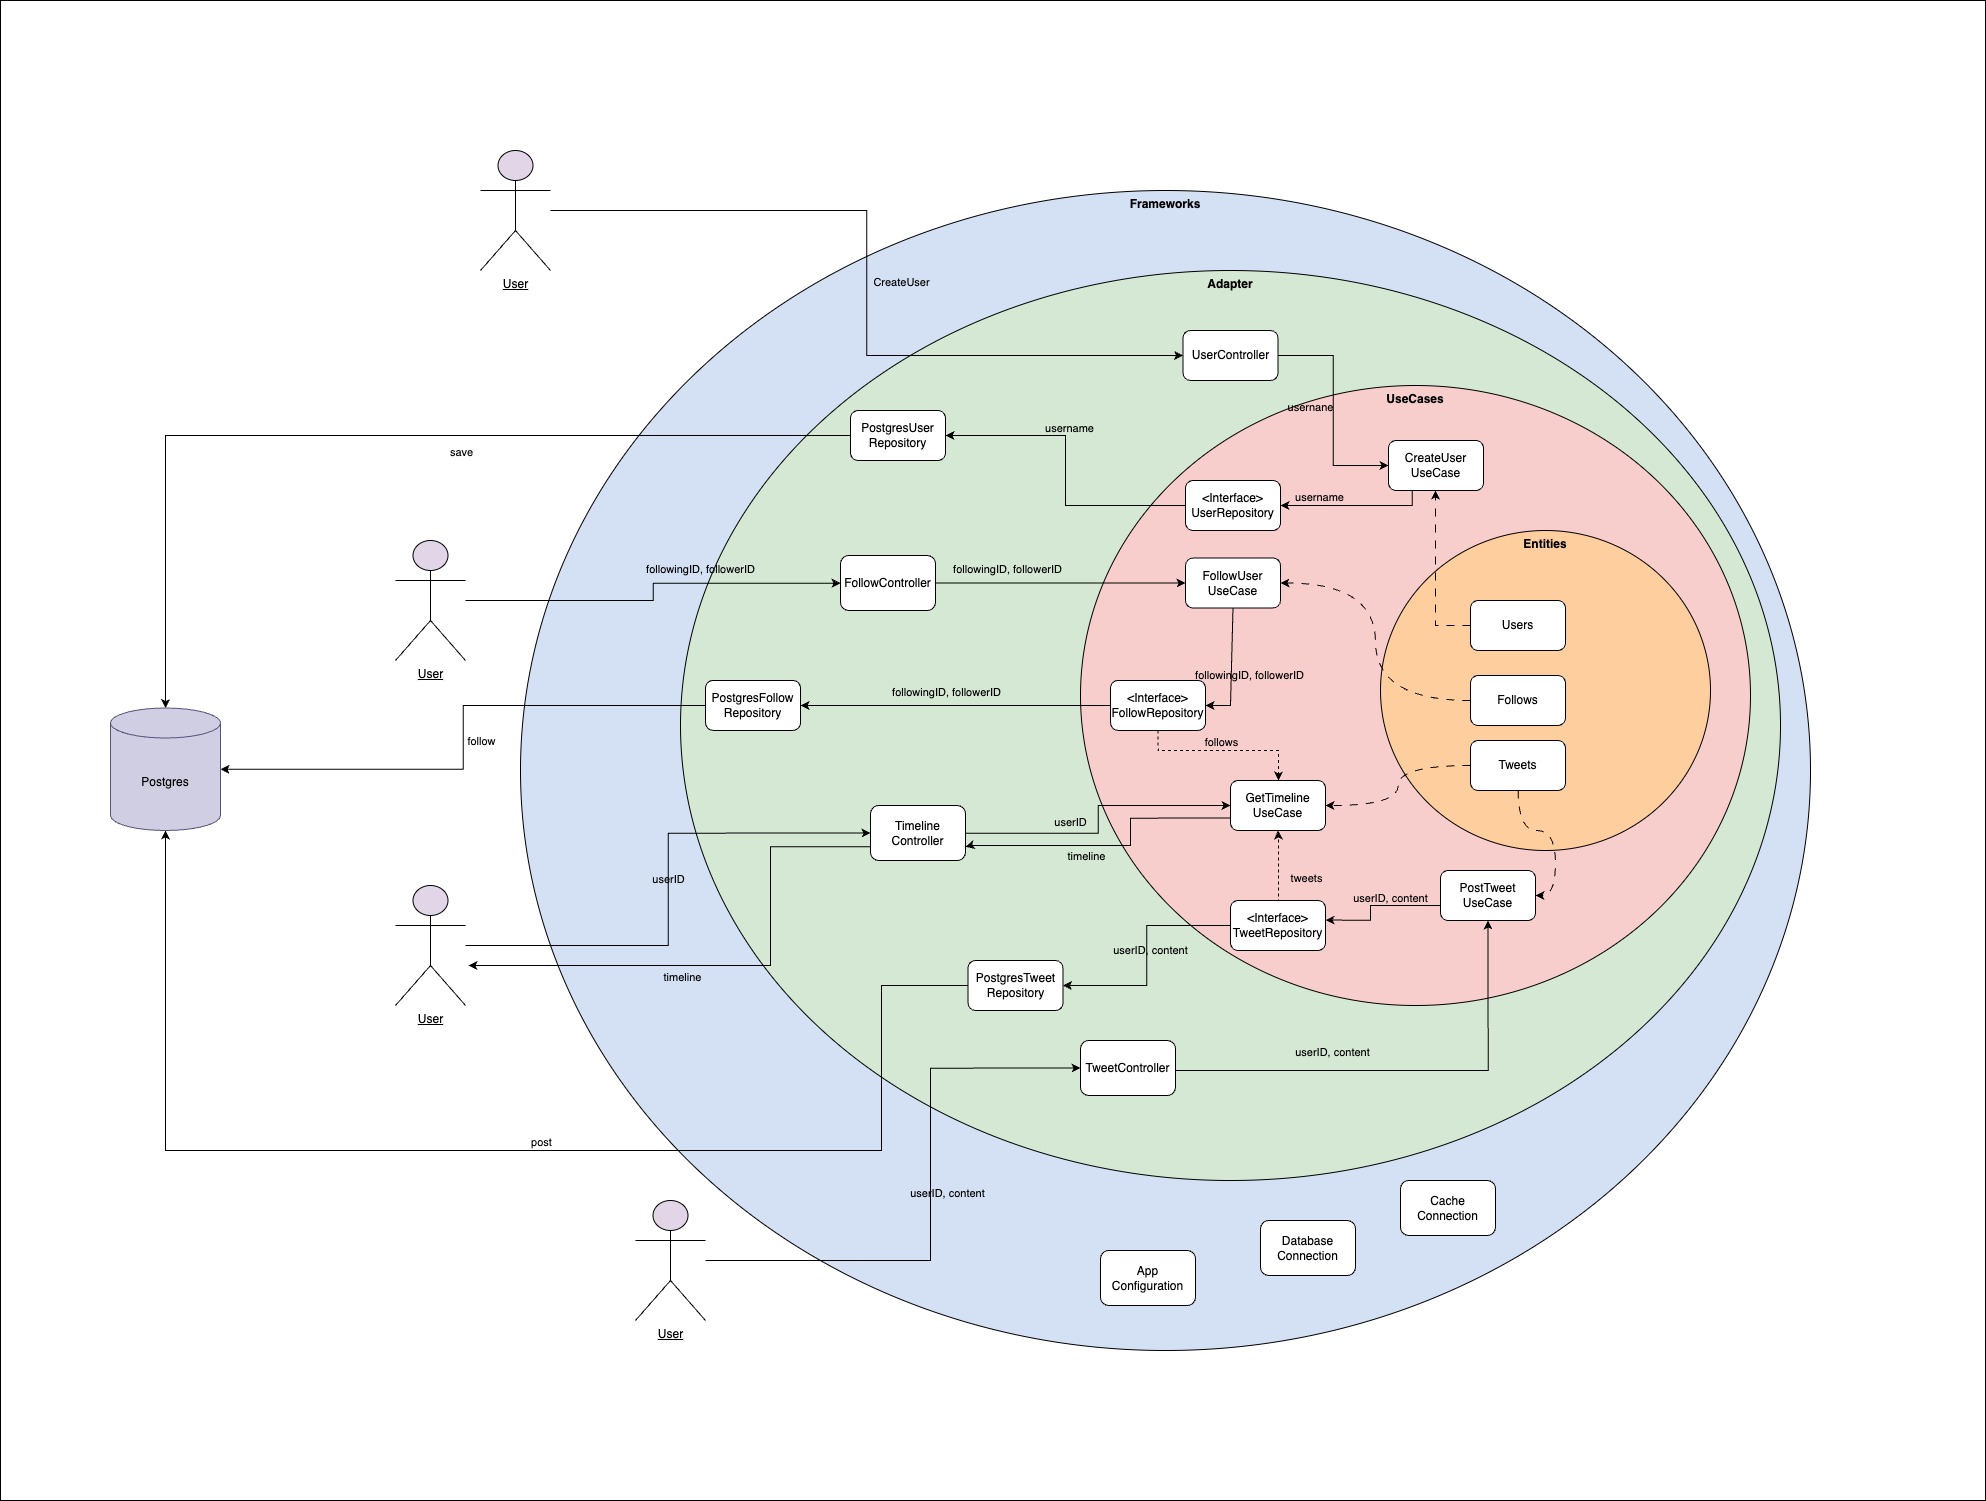 Frameworks
User
CreateUser
Adapter
UserController
usernane
UseCases
PostgresUser
Repository
username
save
CreateUser
UseCase
<Interface>
UserRepository
username
Entities
followingID, followerID
FollowController
followingID, followerID
FollowUser
UseCase
Users
User
followingID, followerID
PostgresFollow
Repository
followingID, followerID
<Interface>
FollowRepository
Follows
follow
follows
Postgres
Tweets
GetTimeline
UseCase
Timeline
Controller
userID
timeline
userID
tweets
PostTweet
UseCase
userID, content
<Interface>
TweetRepository
userID, content
timeline
PostgresTweet
Repository
User
TweetController
userID, content
post
userID, content
Cache
Connection
Database
Connection
App
Configuration
User